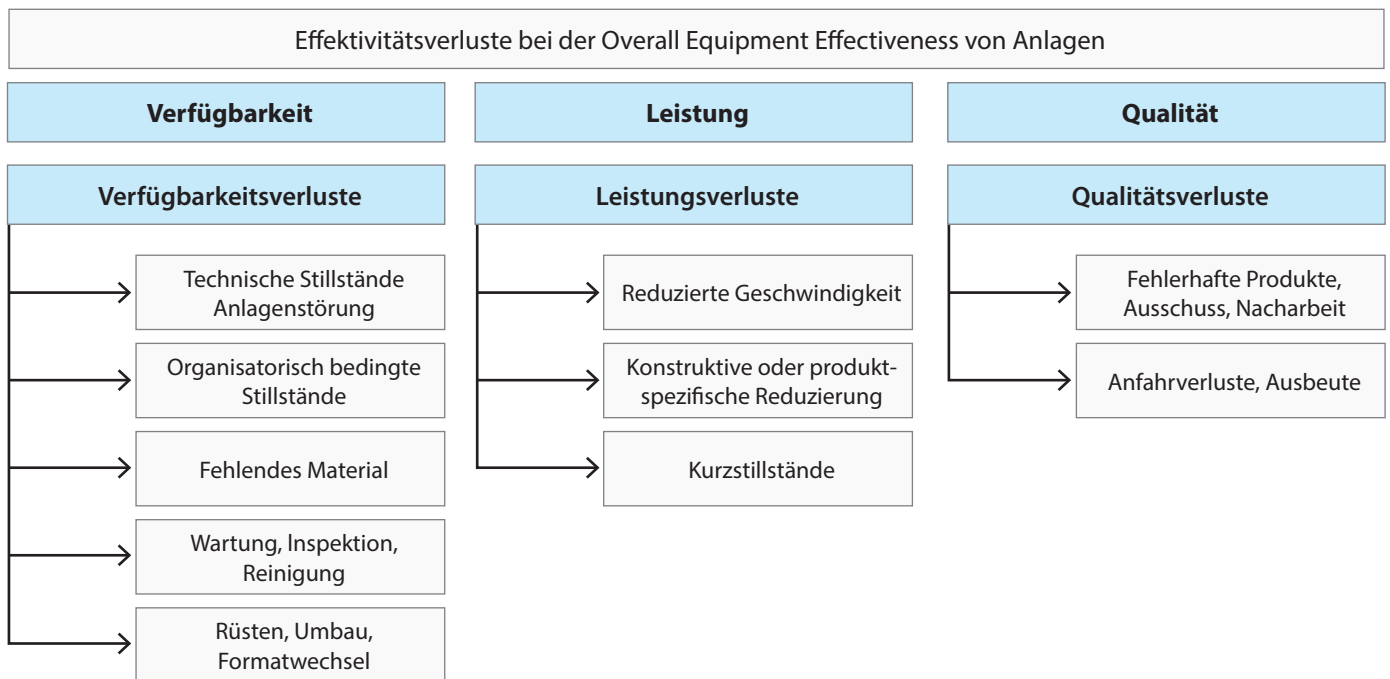 Effektivitätsverluste bei der Overall Equipment Effectiveness von Anlagen
Verfügbarkeit
Leistung
Qualität
Verfügbarkeitsverluste
Leistungsverluste
Qualitätsverluste
Technische Stillstände
Anlagenstörung
Organisatorisch bedingte
Stillstände
Fehlendes Material
Wartung, Inspektion,
Reinigung
Rüsten, Umbau,
Formatwechsel
Reduzierte Geschwindigkeit
Konstruktive oder produkt-
spezifische Reduzierung
Kurzstillstände
Fehlerhafte Produkte,
Ausschuss, Nacharbeit
Anfahrverluste, Ausbeute